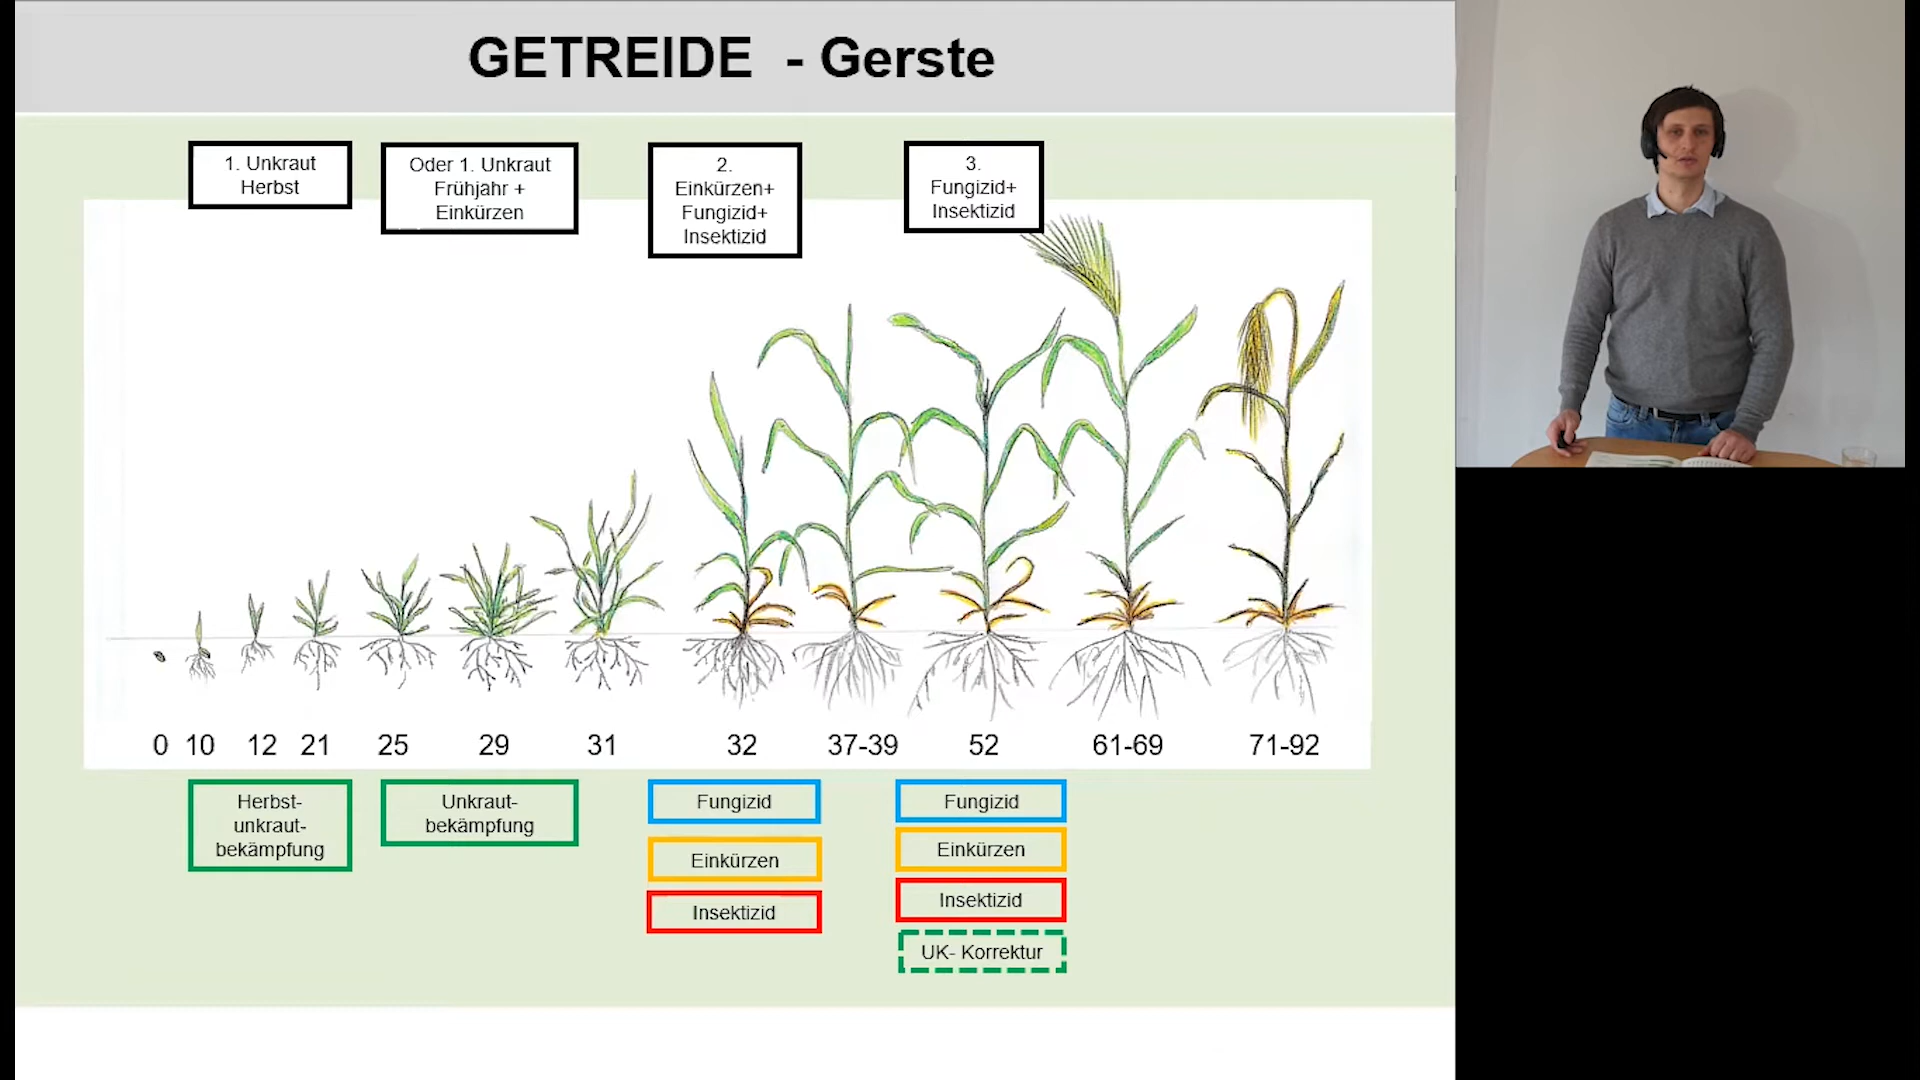 GETREIDE - Gerste
1. Unkraut
Herbst
Oder 1. Unkraut
Frühjahr +
Einkürzen
2.
Einkürzen+
Fungizid+
Insektizid
3.
Fungizid+
Insektizid
0 10 12 21 25 29 31 32 37-39 52 61-69 71-92
Herbst-
unkraut-
bekämpfung
Unkraut-
bekämpfung
Fungizid
Einkürzen
Insektizid
Fungizid
Einkürzen
Insektizid
UK- Korrektur